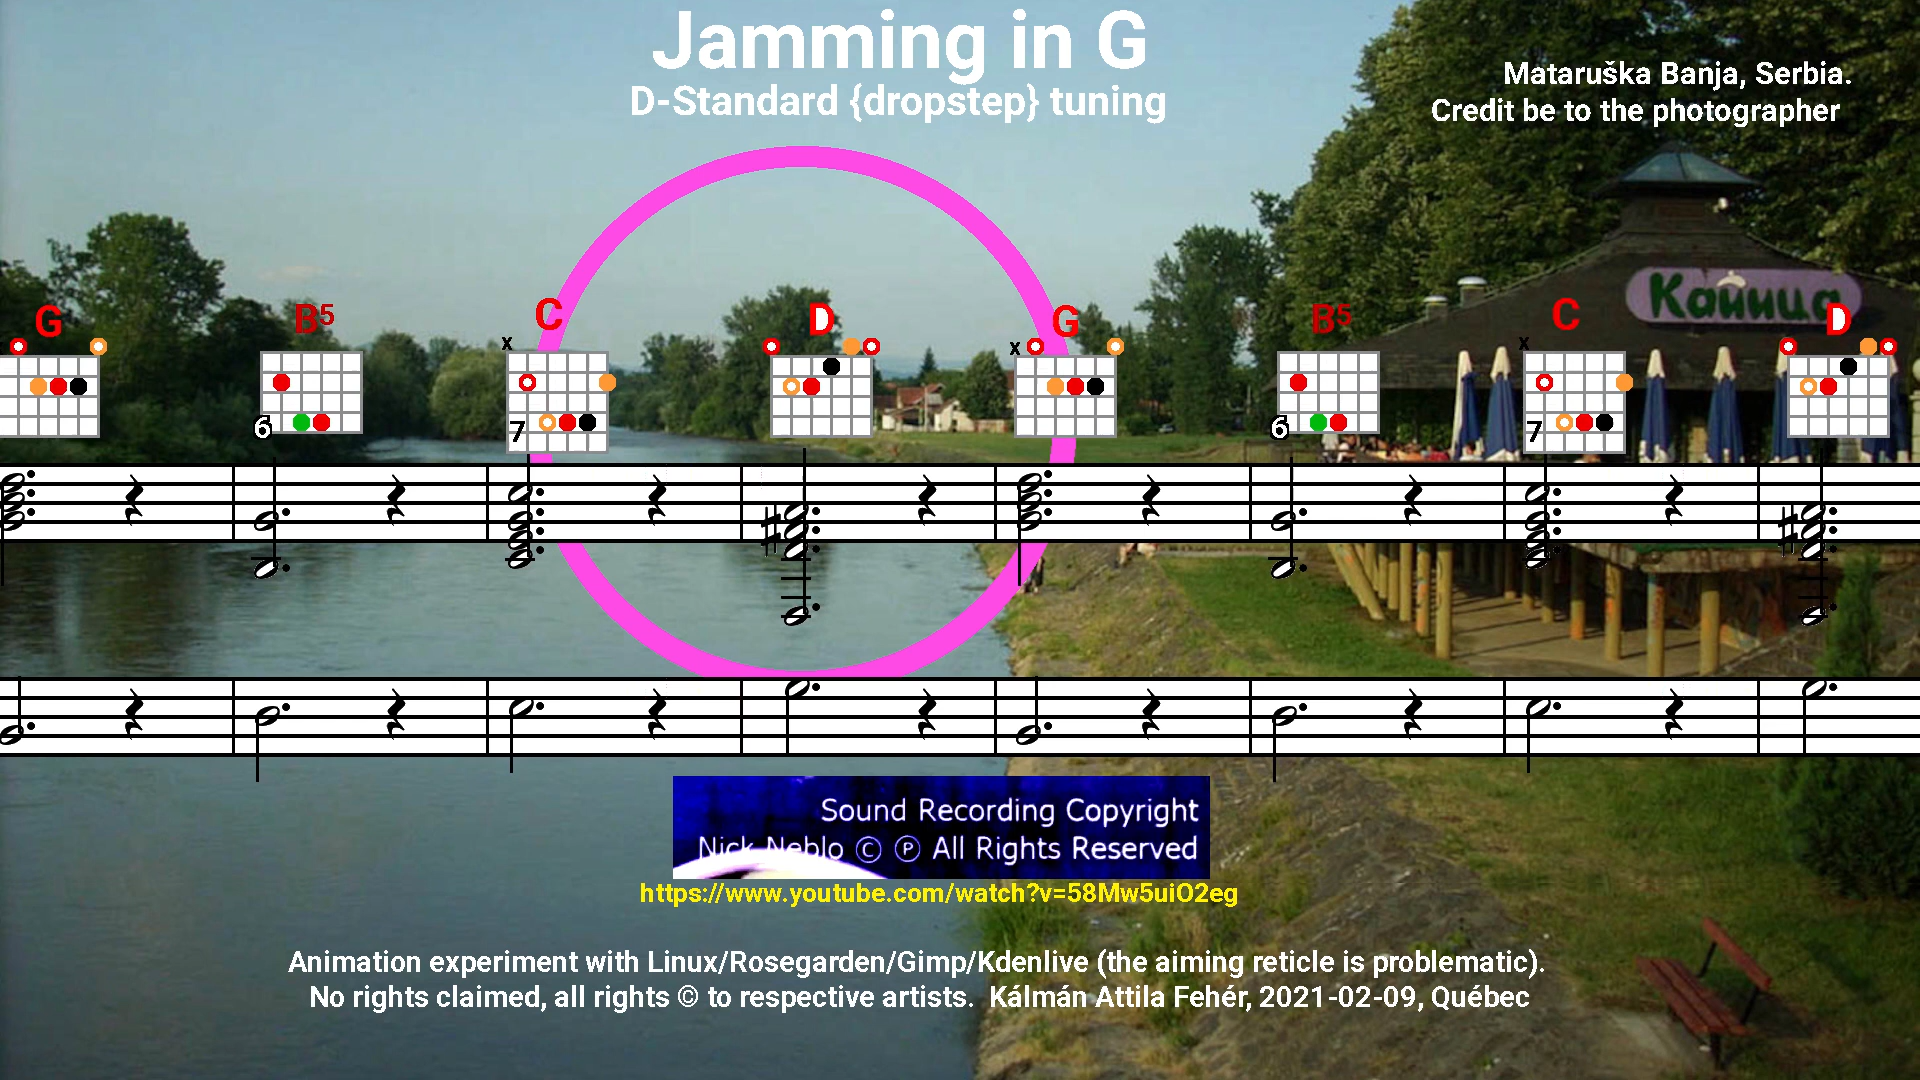 Jamming in G
D-Standard {dropstep} tuning
Mataruška Banja, Serbia.
Credit be to the photographer
Каницa
G B5 C D G B5 C D
x x x
6 7 6 7
Sound Recording Copyright
Nick Neblo © ℗ All Rights Reserved
https://www.youtube.com/watch?v=58Mw5uiO2eg
Animation experiment with Linux/Rosegarden/Gimp/Kdenlive (the aiming reticle is problematic).
No rights claimed, all rights © to respective artists. Kálmán Attila Fehér, 2021-02-09, Québec